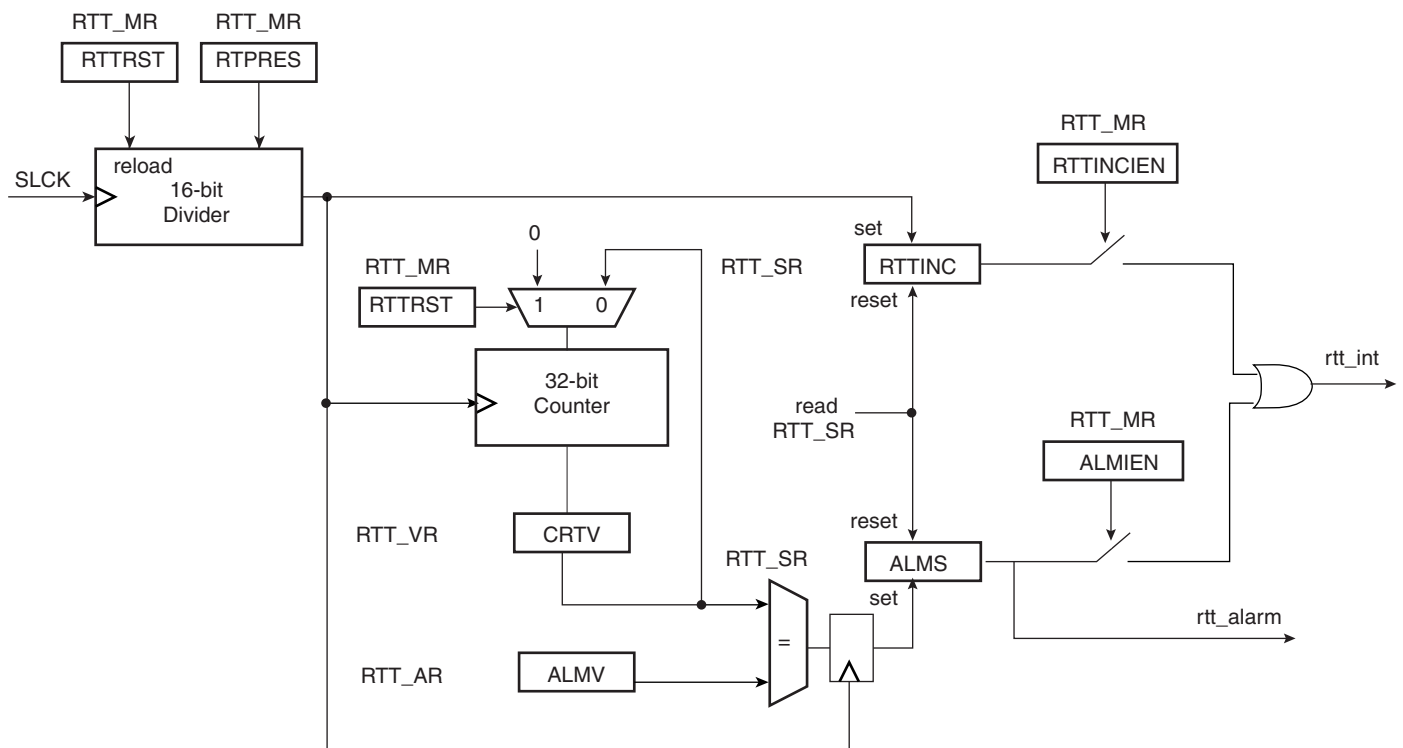 RTT_MR
RTTRST
RTT_MR
RTPRES
SLCK
reload
16-bit
Divider
0
RTT_MR
RTTRST
1 0
RTT_SR
32-bit
Counter
RTT_VR
CRTV
RTT_AR
ALMV
RTT_SR
=
set
RTTINC
reset
read
RTT_SR
reset
ALMS
set
RTT_MR
RTTINCIEN
RTT_MR
ALMIEN
rtt_int
rtt_alarm